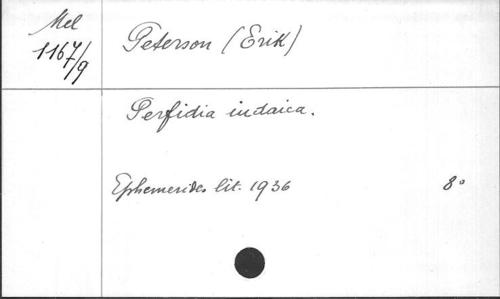 Mel
1167/9
Peterson (Erik)
Perfidia iudaica.
Ephemerides lit. 1936 8°